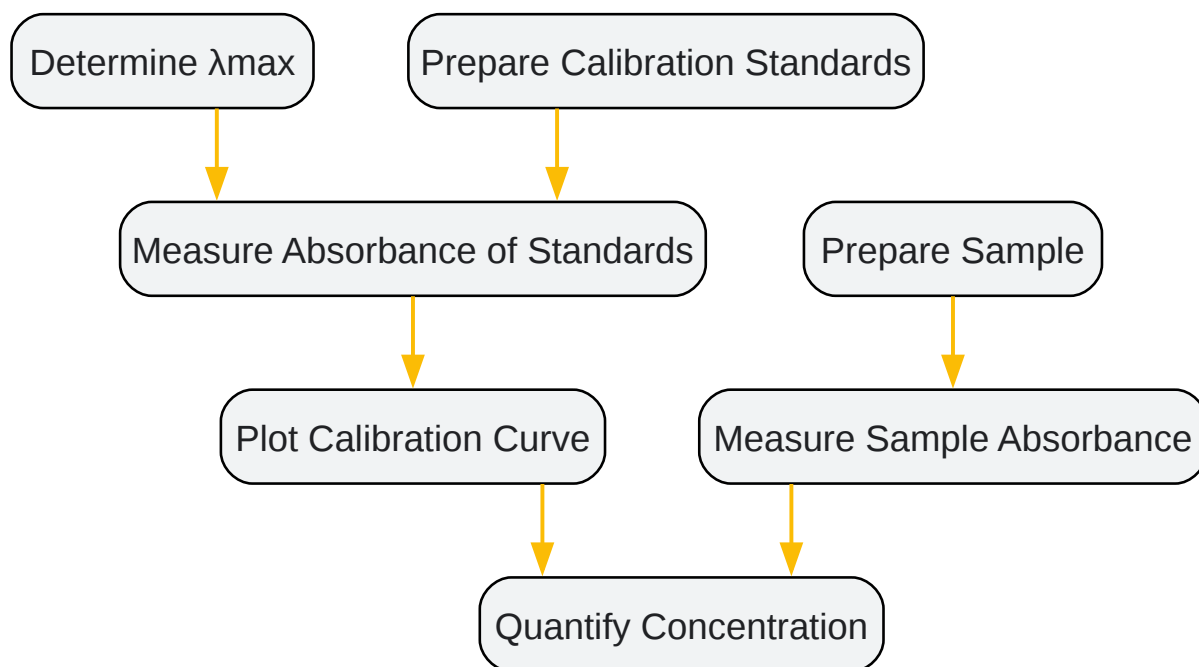 Determine λmax
Prepare Calibration Standards
Measure Absorbance of Standards
Prepare Sample
Plot Calibration Curve
Measure Sample Absorbance
Quantify Concentration